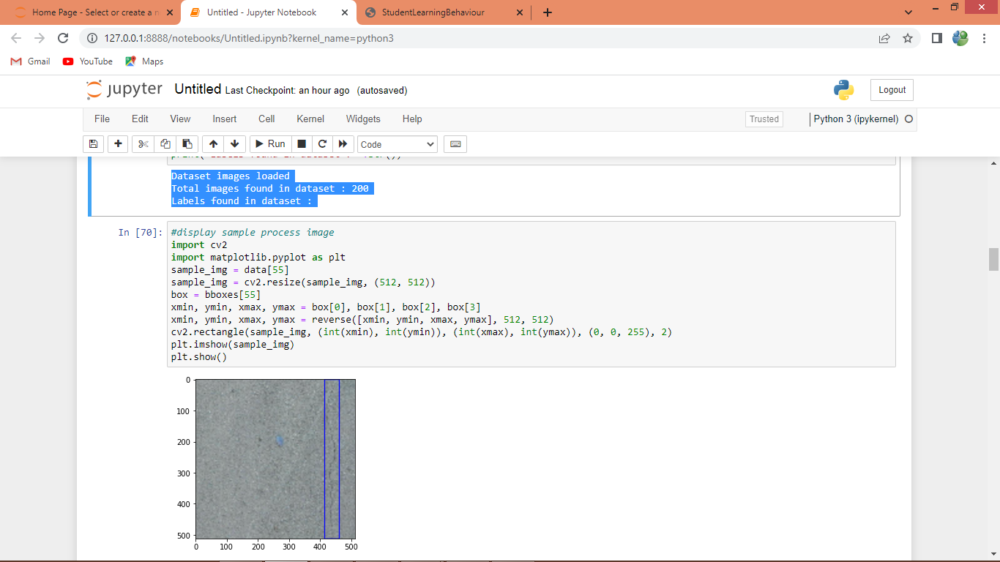 Home Page - Select or create a n
Untitled - Jupyter Notebook
StudentLearningBehaviour
127.0.0.1:8888/notebooks/Untitled.ipynb?kernel_name=python3
Gmail YouTube Maps
jupyter Untitled Last Checkpoint: an hour ago (autosaved)
Logout
File Edit View Insert Cell Kernel Widgets Help
Trusted
Python 3 (ipykernel)
Run
Code
Dataset images loaded
Total images found in dataset : 200
Labels found in dataset :
In [70]:
#display sample process image
import cv2
import matplotlib.pyplot as plt
sample_img = data[55]
sample_img = cv2.resize(sample_img, (512, 512))
box = bboxes[55]
xmin, ymin, xmax, ymax = box[0], box[1], box[2], box[3]
xmin, ymin, xmax, ymax = reverse([xmin, ymin, xmax, ymax], 512, 512)
cv2.rectangle(sample_img, (int(xmin), int(ymin)), (int(xmax), int(ymax)), (0, 0, 255), 2)
plt.imshow(sample_img)
plt.show()
0
100
200
300
400
500
0 100 200 300 400 500